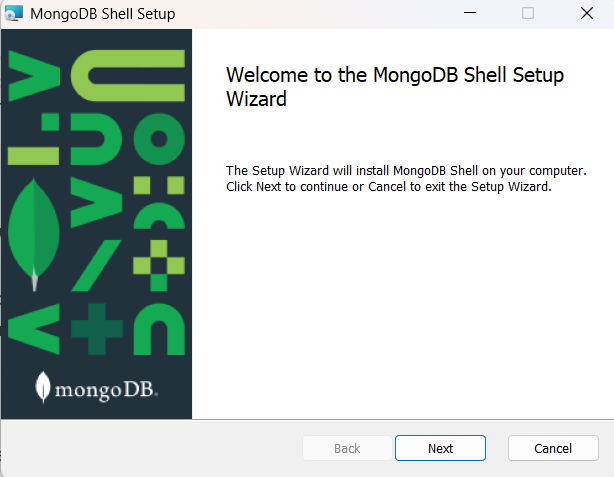 MongoDB Shell Setup
Welcome to the MongoDB Shell Setup
Wizard
The Setup Wizard will install MongoDB Shell on your computer.
Click Next to continue or Cancel to exit the Setup Wizard.
mongoDB®
Back
Next
Cancel